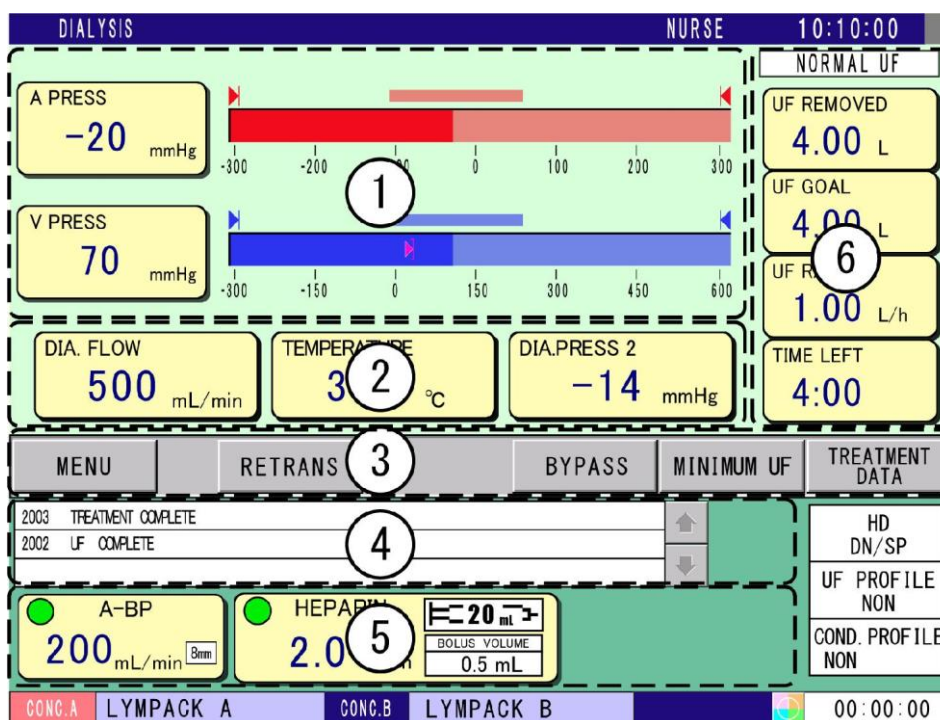 DIALYSIS NURSE 10:10:00
NORMAL UF
A PRESS
-20 mmHg
-300 -200 0 100 200 300
1
V PRESS
70 mmHg
-300 -150 0 150 300 450 600
UF REMOVED
4.00 L
UF GOAL
4.00 L
UF
6
1.00 L/h
TIME LEFT
4:00
DIA. FLOW
500 mL/min
TEMPERATURE
2
℃
DIA.PRESS 2
-14 mmHg
MENU RETRANS 3 BYPASS MINIMUM UF TREATMENT
DATA
2003 TREATMENT COMPLETE
2002 UF COMPLETE
4
HD
DN/SP
UF PROFILE
NON
COND. PROFILE
NON
A-BP
200 mL/min 8mm
HEPARIN
2.0
5
20 mL
BOLUS VOLUME
0.5 mL
CONC.A LYMPACK A CONC.B LYMPACK B 00:00:00